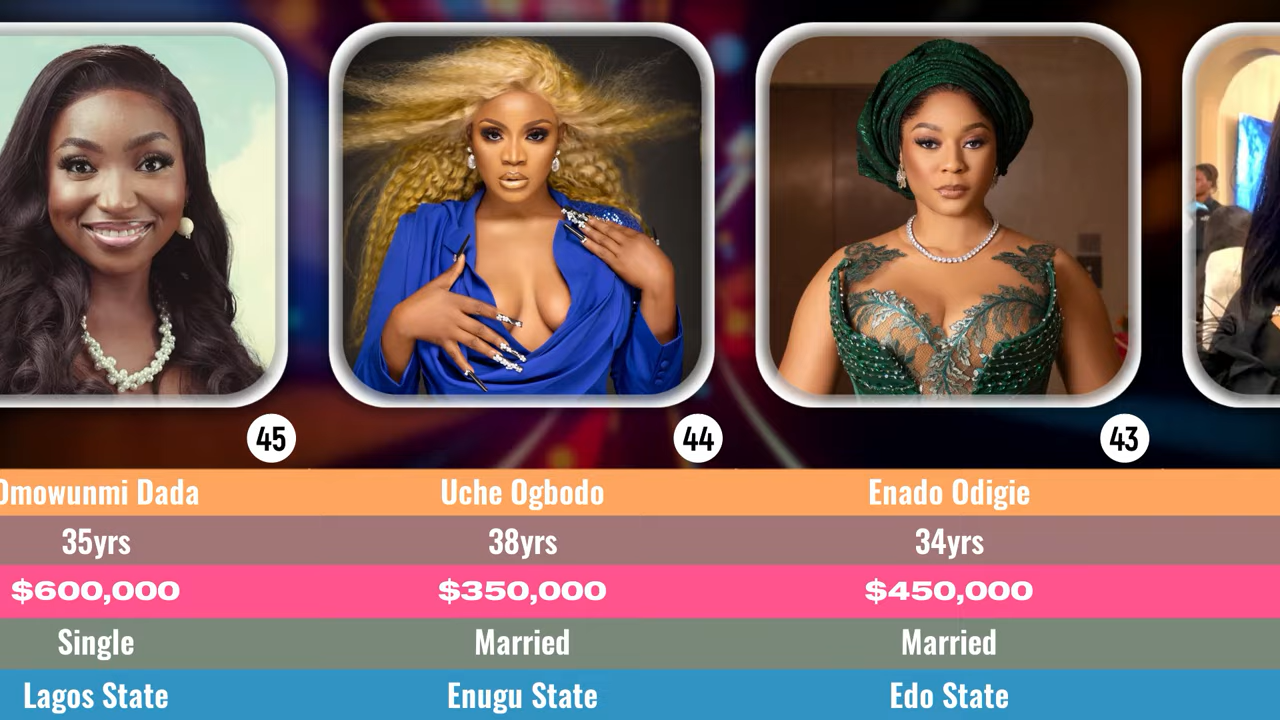 45
44
43
Omowunmi Dada
Uche Ogbodo
Enado Odigie
35yrs
38yrs
34yrs
$600,000
$350,000
$450,000
Single
Married
Married
Lagos State
Enugu State
Edo State